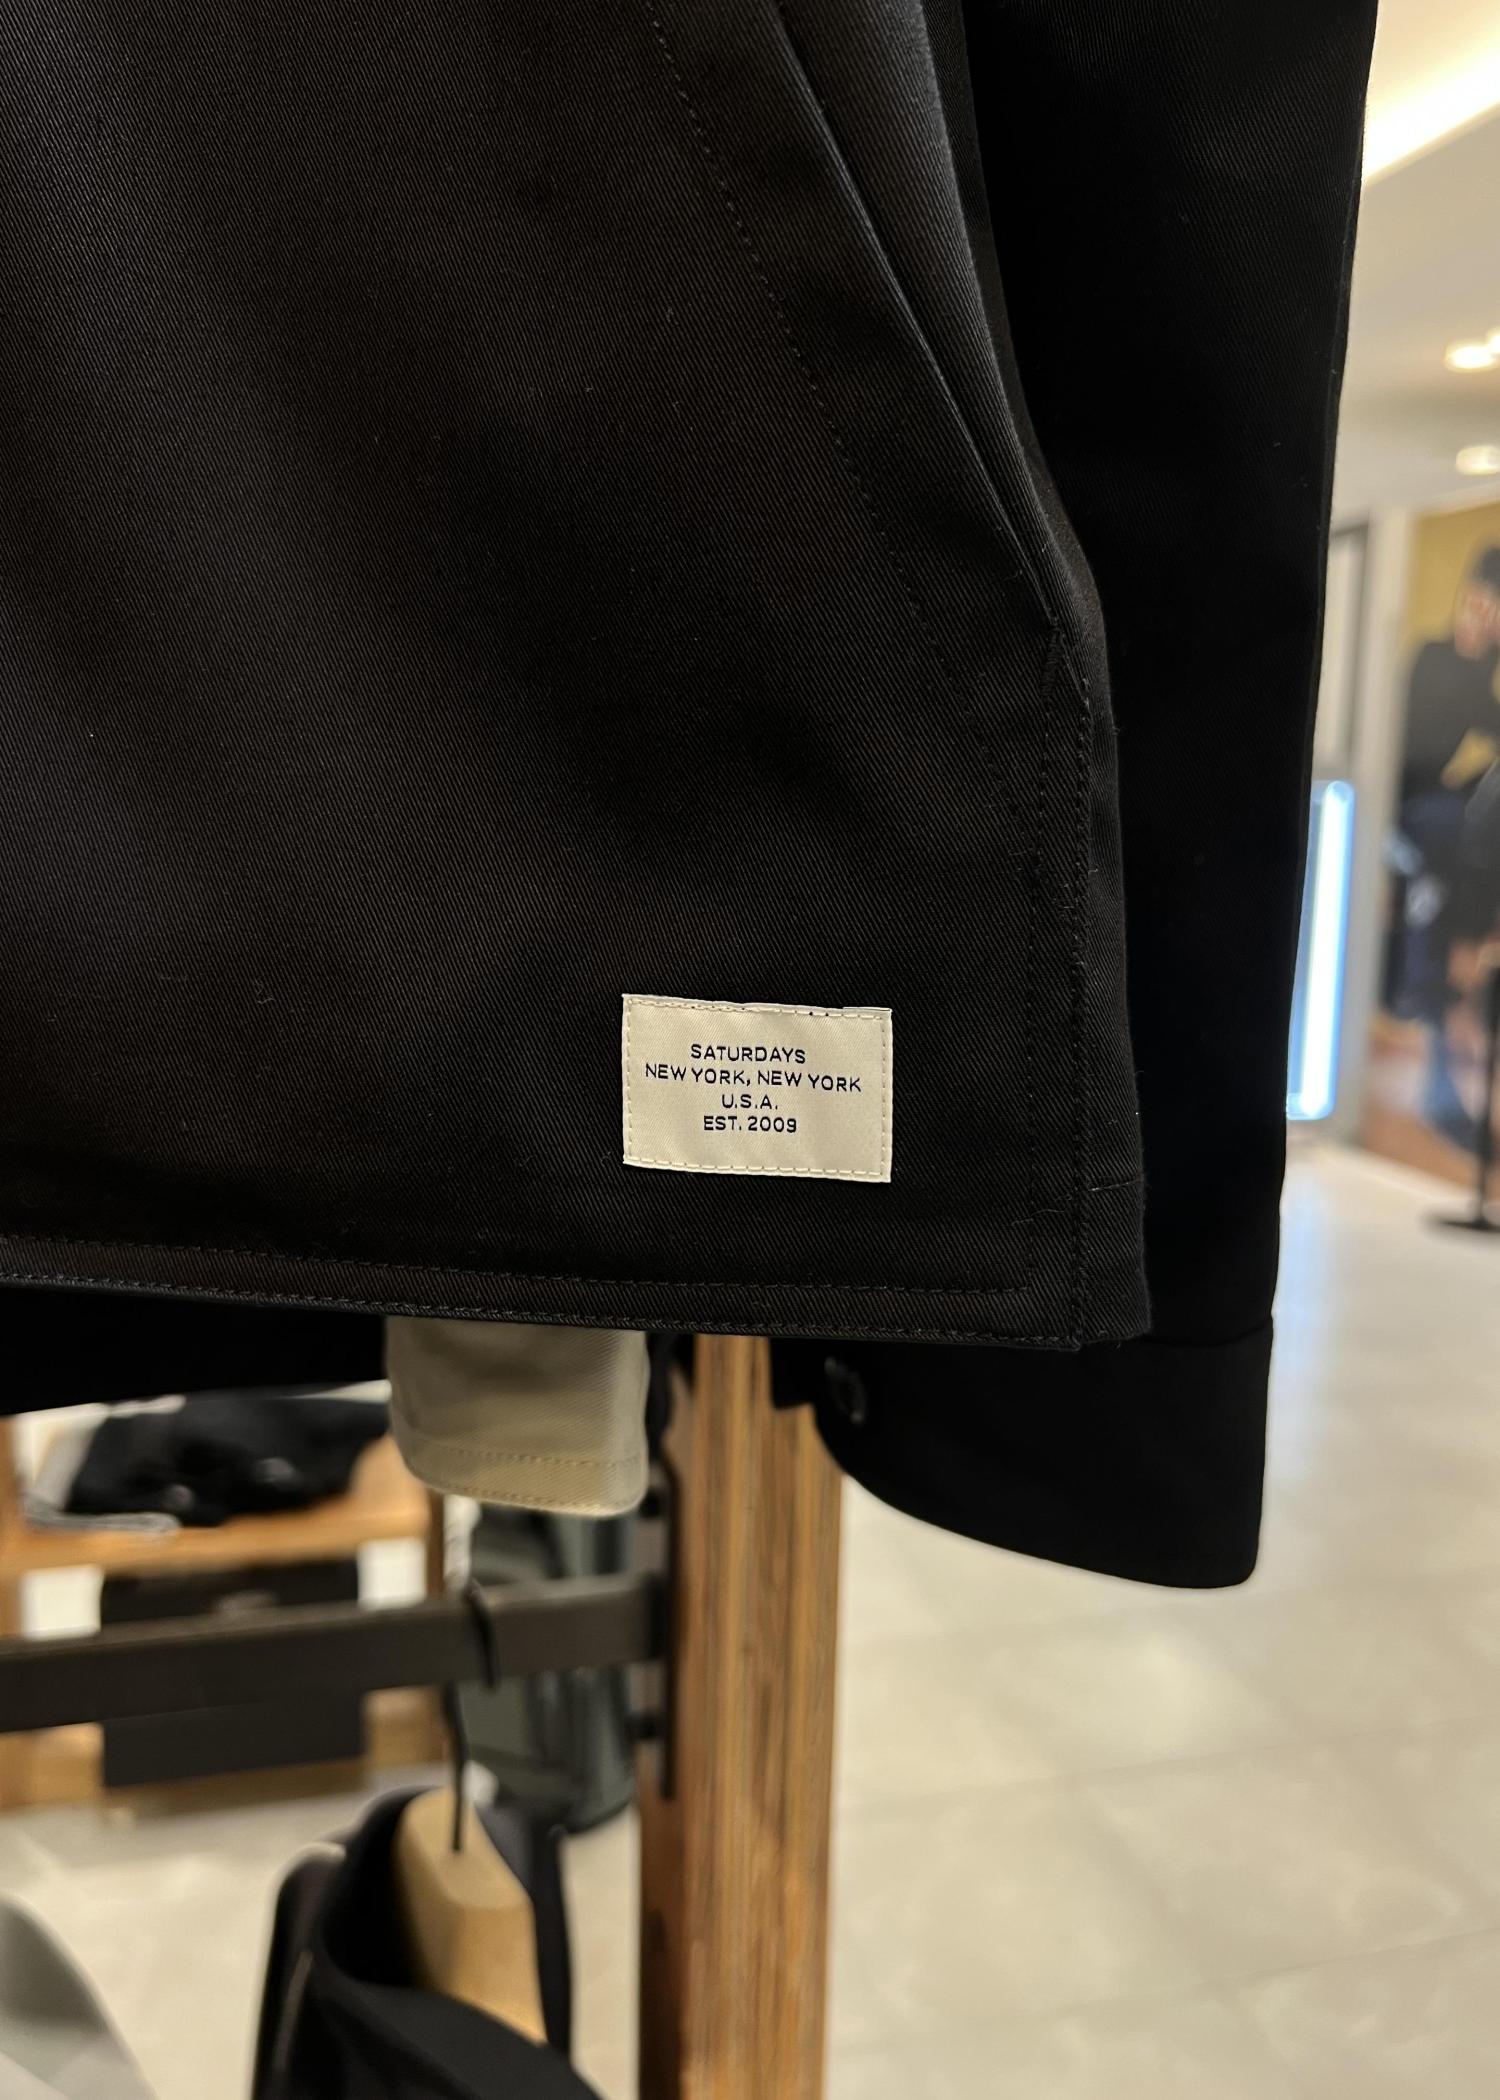 SATURDAYS
NEW YORK, NEW YORK
U.S.A.
EST. 2009